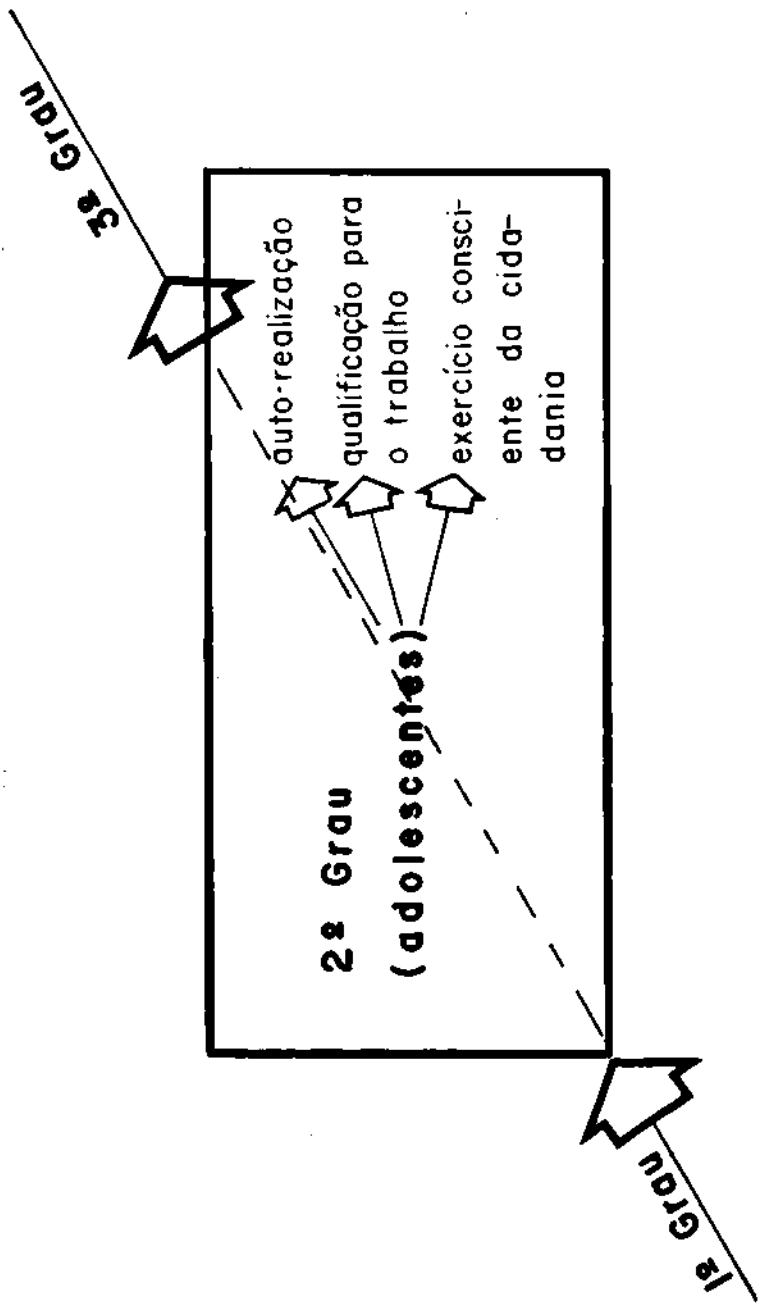 1º Grau
2º Grau
(adolescentes)
auto-realização
qualificação para
o trabalho
exercício consci-
ente da cida-
dania
3º Grau